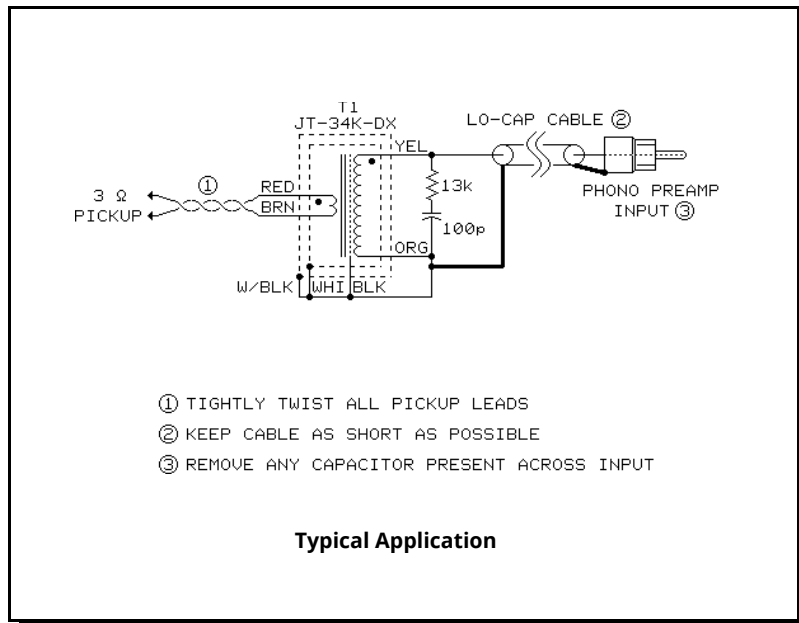 T1
JT-34K-DX
LO-CAP CABLE ②
YEL
①
RED
3 Ω
PICKUP
BRN
13k
PHONO PREAMP
INPUT ③
100p
ORG
W/BLK
WHI
BLK
① TIGHTLY TWIST ALL PICKUP LEADS
② KEEP CABLE AS SHORT AS POSSIBLE
③ REMOVE ANY CAPACITOR PRESENT ACROSS INPUT
Typical Application